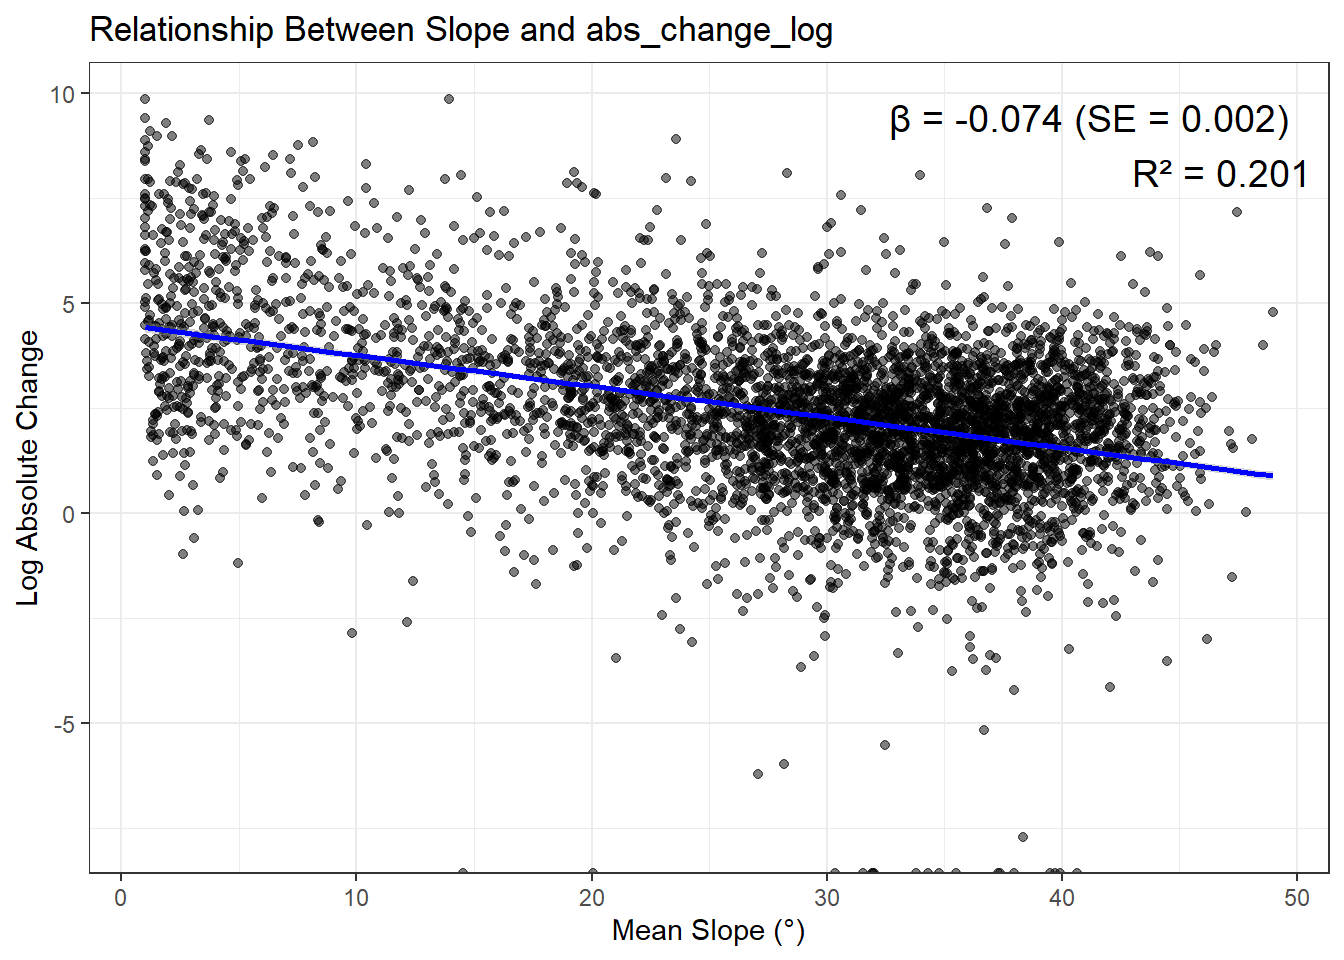 Relationship Between Slope and abs_change_log
β = -0.074 (SE = 0.002)
R² = 0.201
10
5
0
-5
Log Absolute Change
0 10 20 30 40 50
Mean Slope (°)